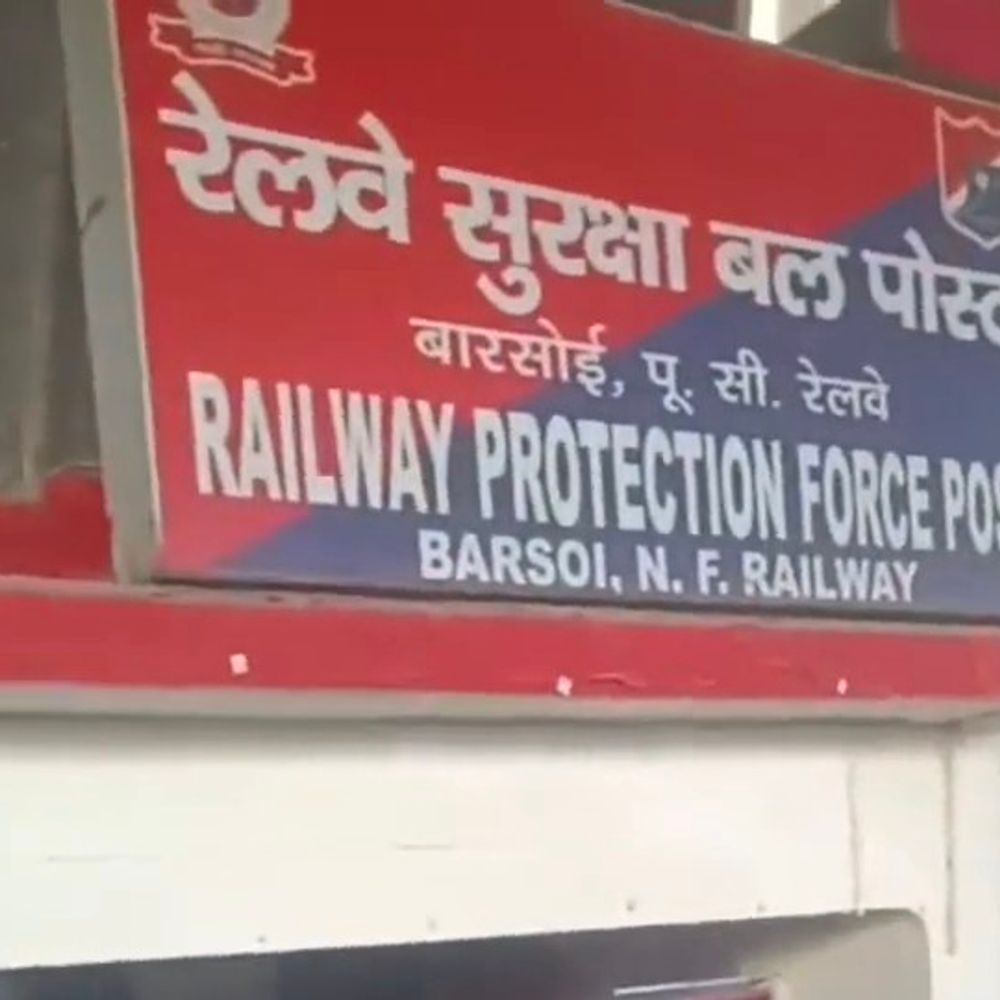 रेलवे सुरक्षा बल पोस्ट
बारसोई, पू. सी. रेलवे
RAILWAY PROTECTION FORCE POS
BARSOI, N. F. RAILWAY